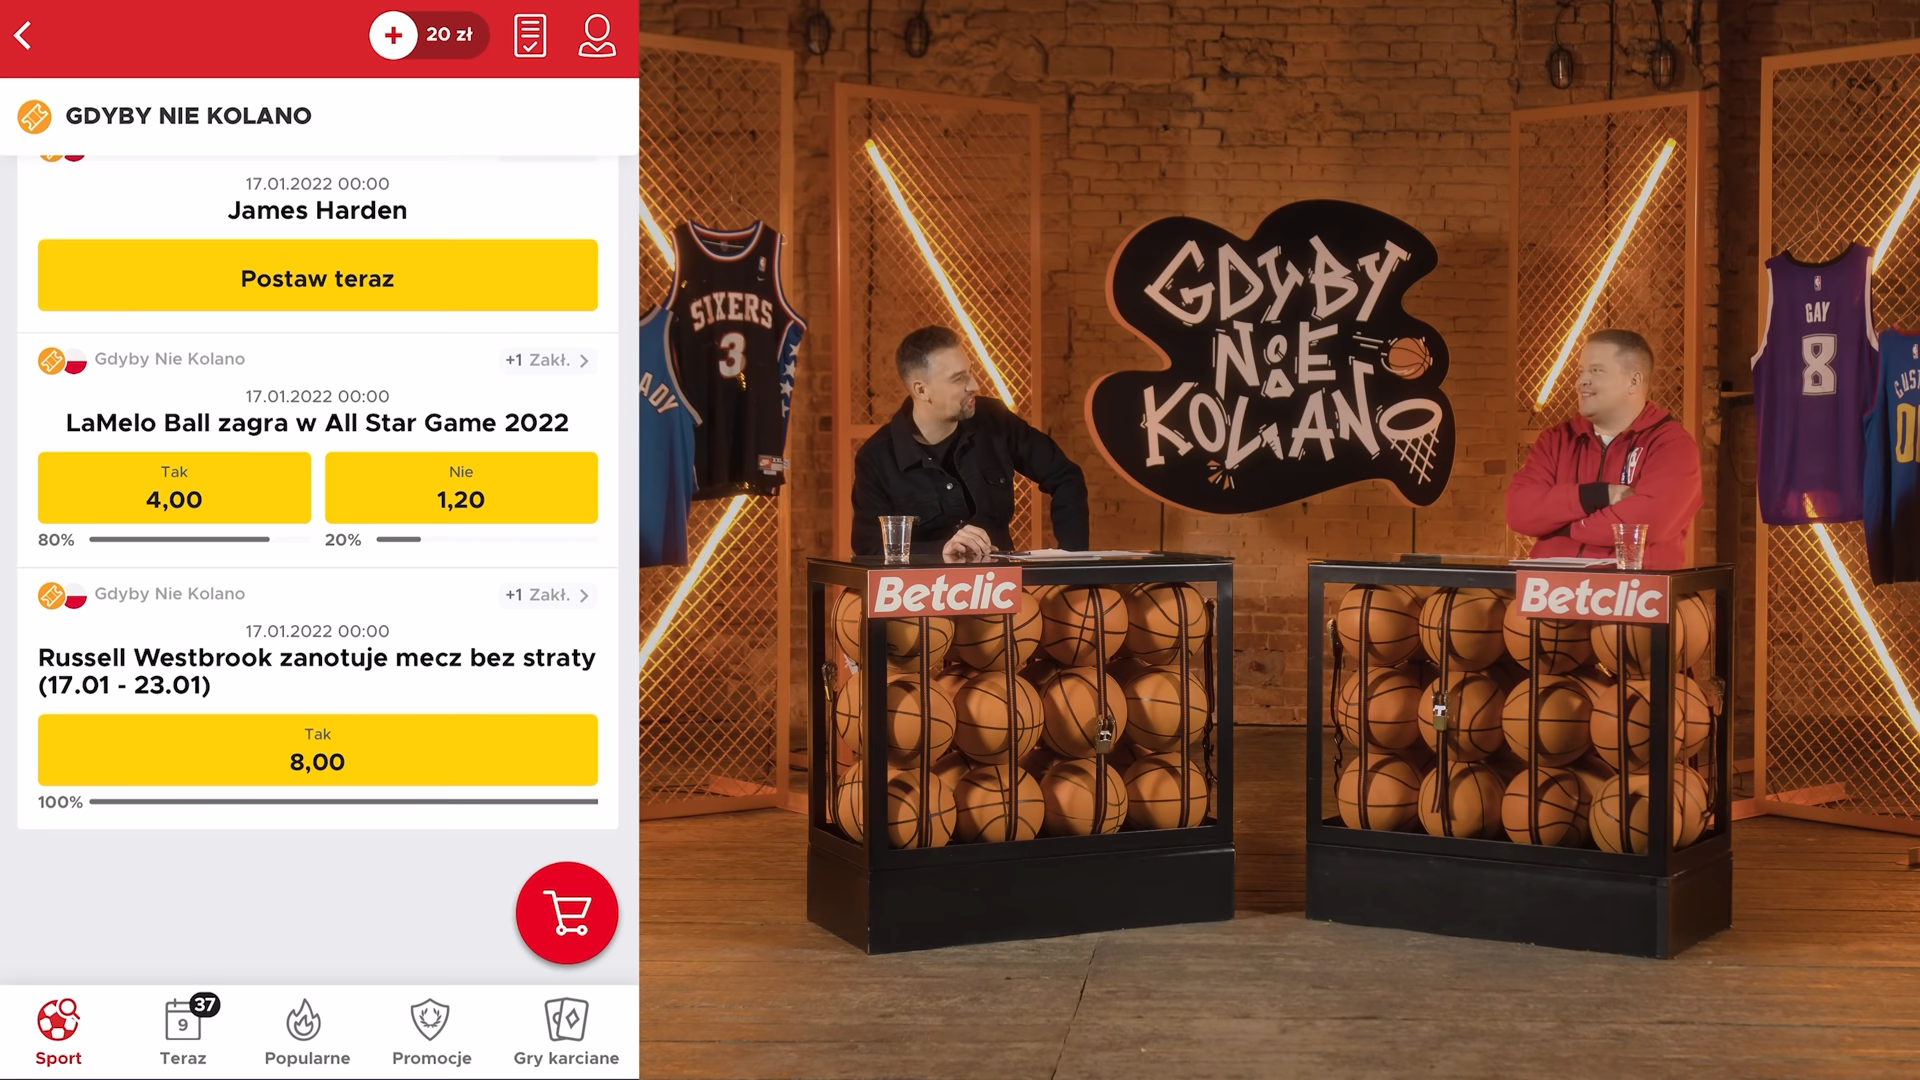 20 zł
GDYBY NIE KOLANO
17.01.2022 00:00
James Harden
Postaw teraz
Gdyby Nie Kolano
+1 Zakł.
17.01.2022 00:00
LaMelo Ball zagra w All Star Game 2022
Tak
4,00
Nie
1,20
80%
20%
Gdyby Nie Kolano
+1 Zakł.
17.01.2022 00:00
Russell Westbrook zanotuje mecz bez straty
(17.01 - 23.01)
Tak
8,00
100%
37
9
Sport
Teraz
Popularne
Promocje
Gry karciane
GDYBY
NIE
KOLANO
SIXERS
3
ADY
GAY
8
Betclic
Betclic